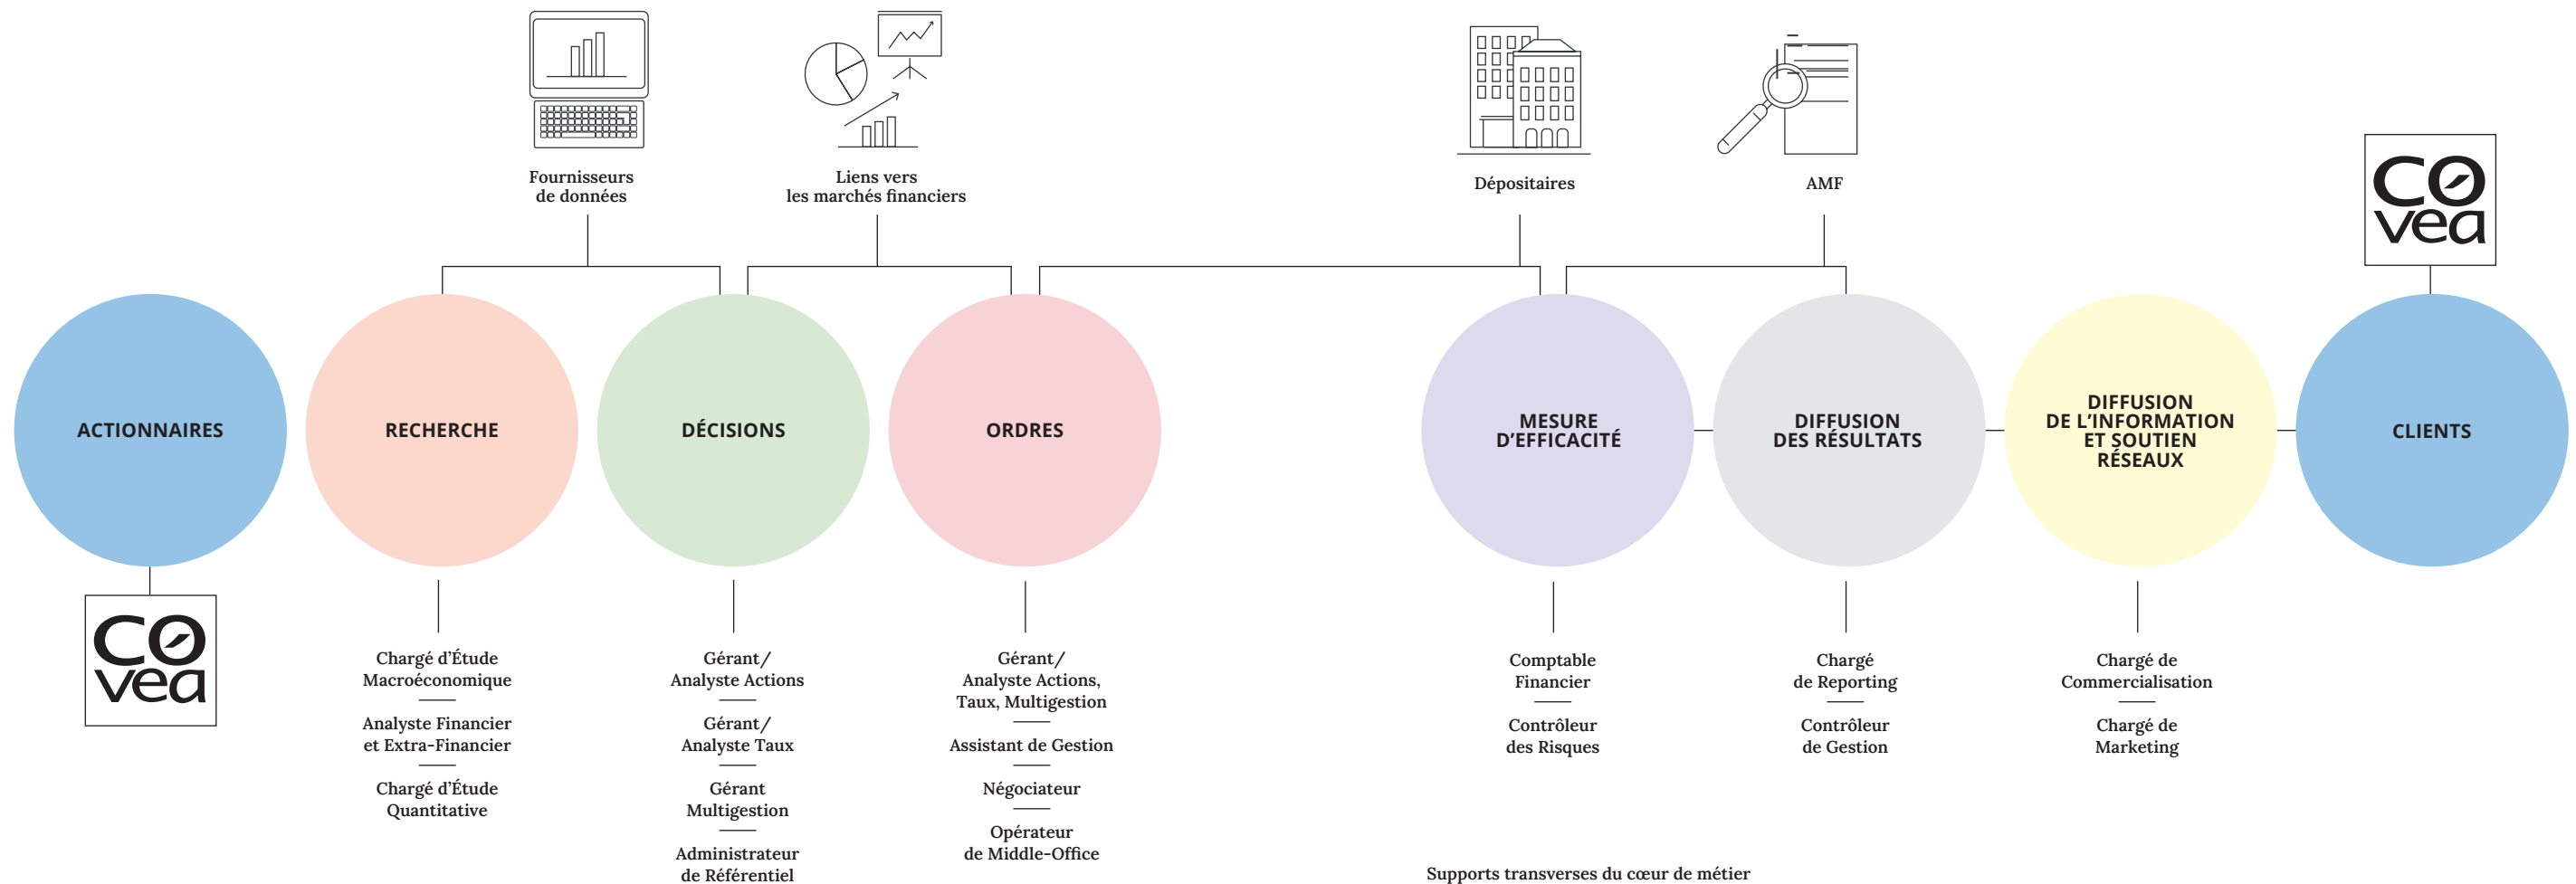 Fournisseurs
de données
Liens vers
les marchés financiers
Dépositaires
AMF
COvéa
ACTIONNAIRES
RECHERCHE
DÉCISIONS
ORDRES
MESURE
D'EFFICACITÉ
DIFFUSION
DES RÉSULTATS
DIFFUSION
DE L'INFORMATION
ET SOUTIEN
RÉSEAUX
CLIENTS
COvéa
Chargé d'Étude
Macroéconomique
Analyste Financier
et Extra-Financier
Chargé d'Étude
Quantitative
Gérant/
Analyste Actions
Gérant/
Analyste Taux
Gérant
Multigestion
Administrateur
de Référentiel
Gérant/
Analyste Actions,
Taux, Multigestion
Assistant de Gestion
Négociateur
Opérateur
de Middle-Office
Comptable
Financier
Contrôleur
des Risques
Chargé
de Reporting
Contrôleur
de Gestion
Chargé de
Commercialisation
Chargé de
Marketing
Supports transverses du cœur de métier